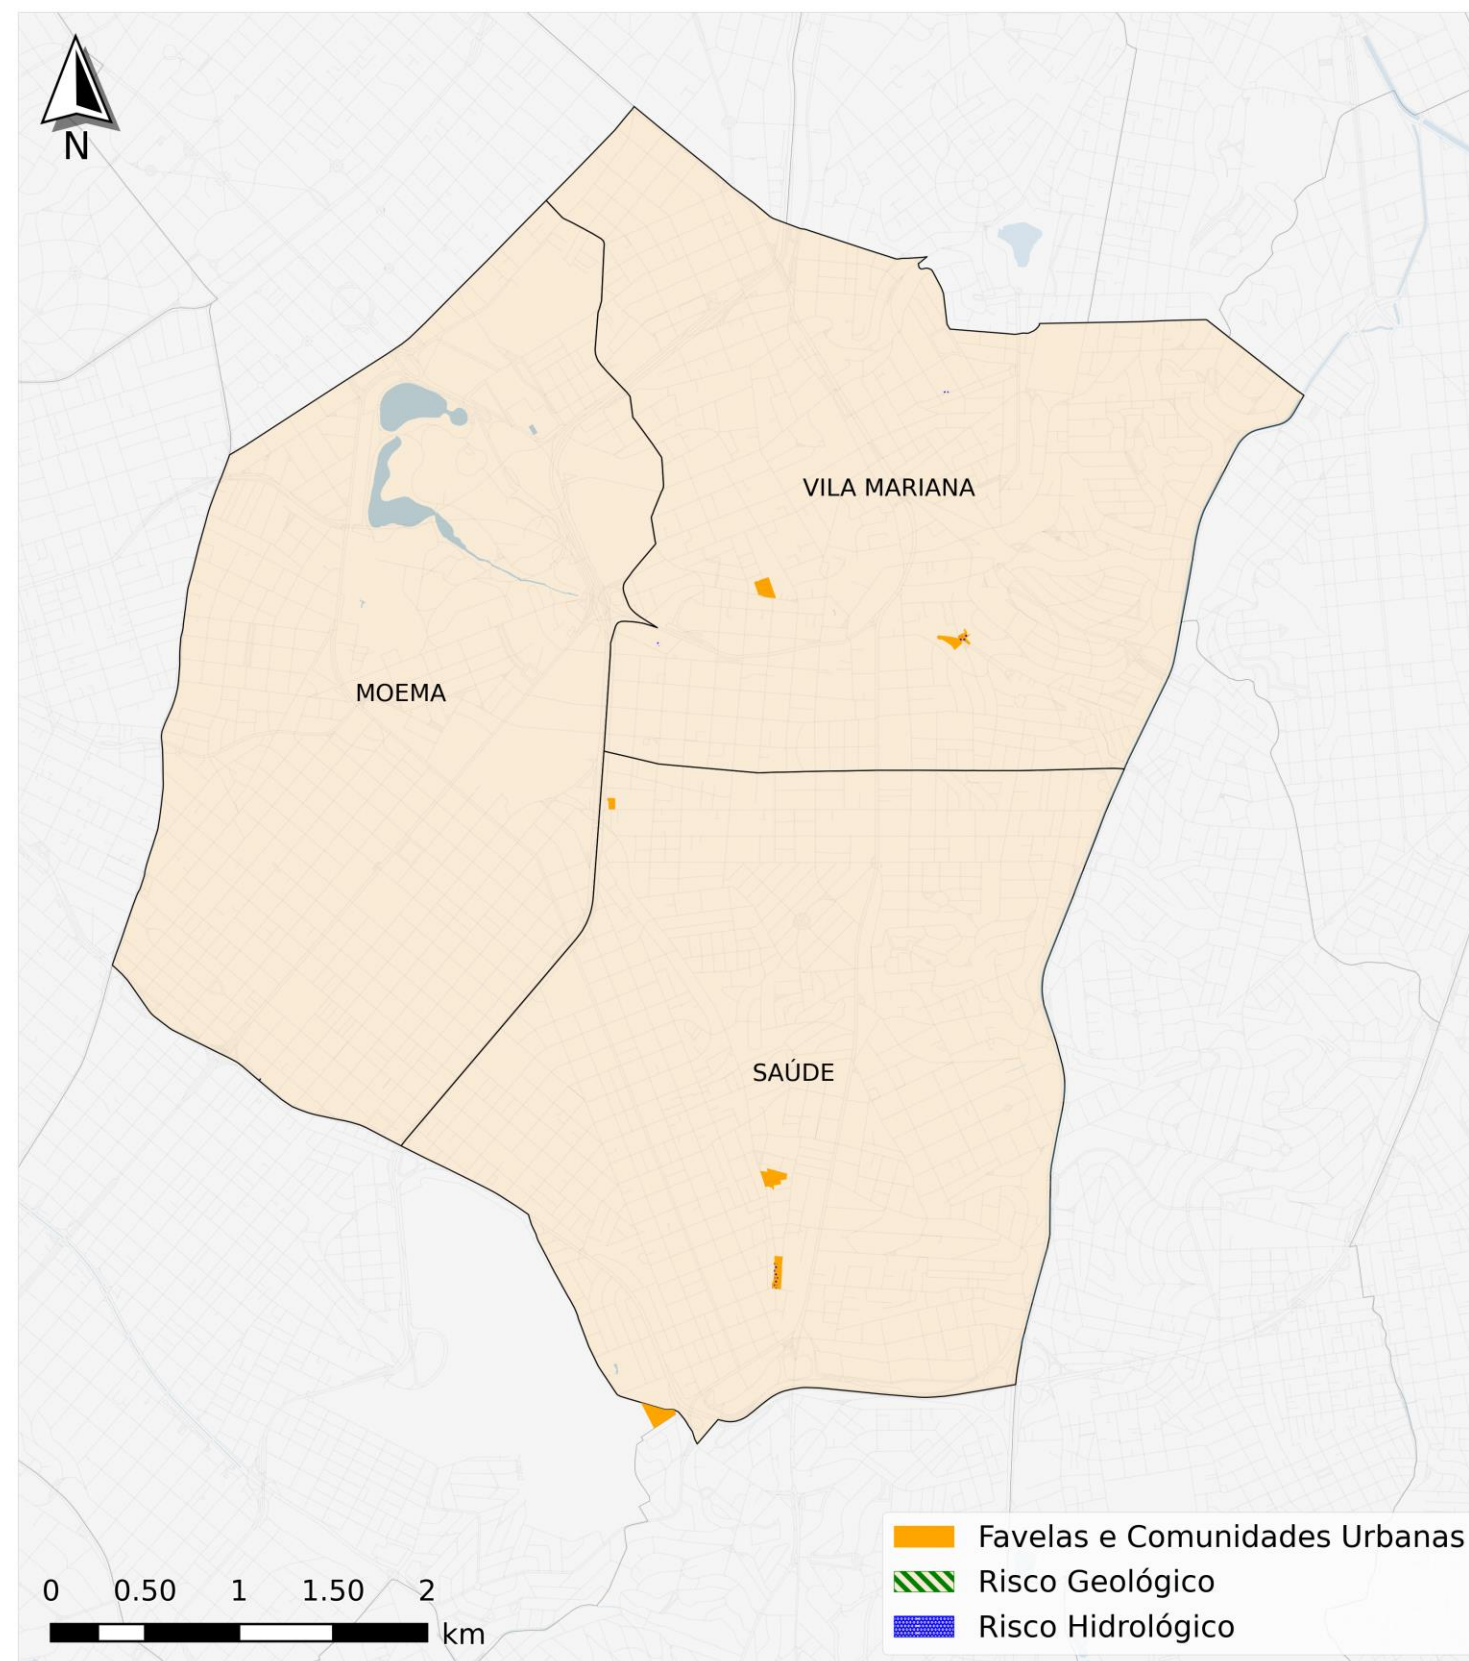 N
VILA MARIANA
MOEMA
SAÚDE
Favelas e Comunidades Urbanas
Risco Geológico
Risco Hidrológico
0 0.50 1 1.50 2
km